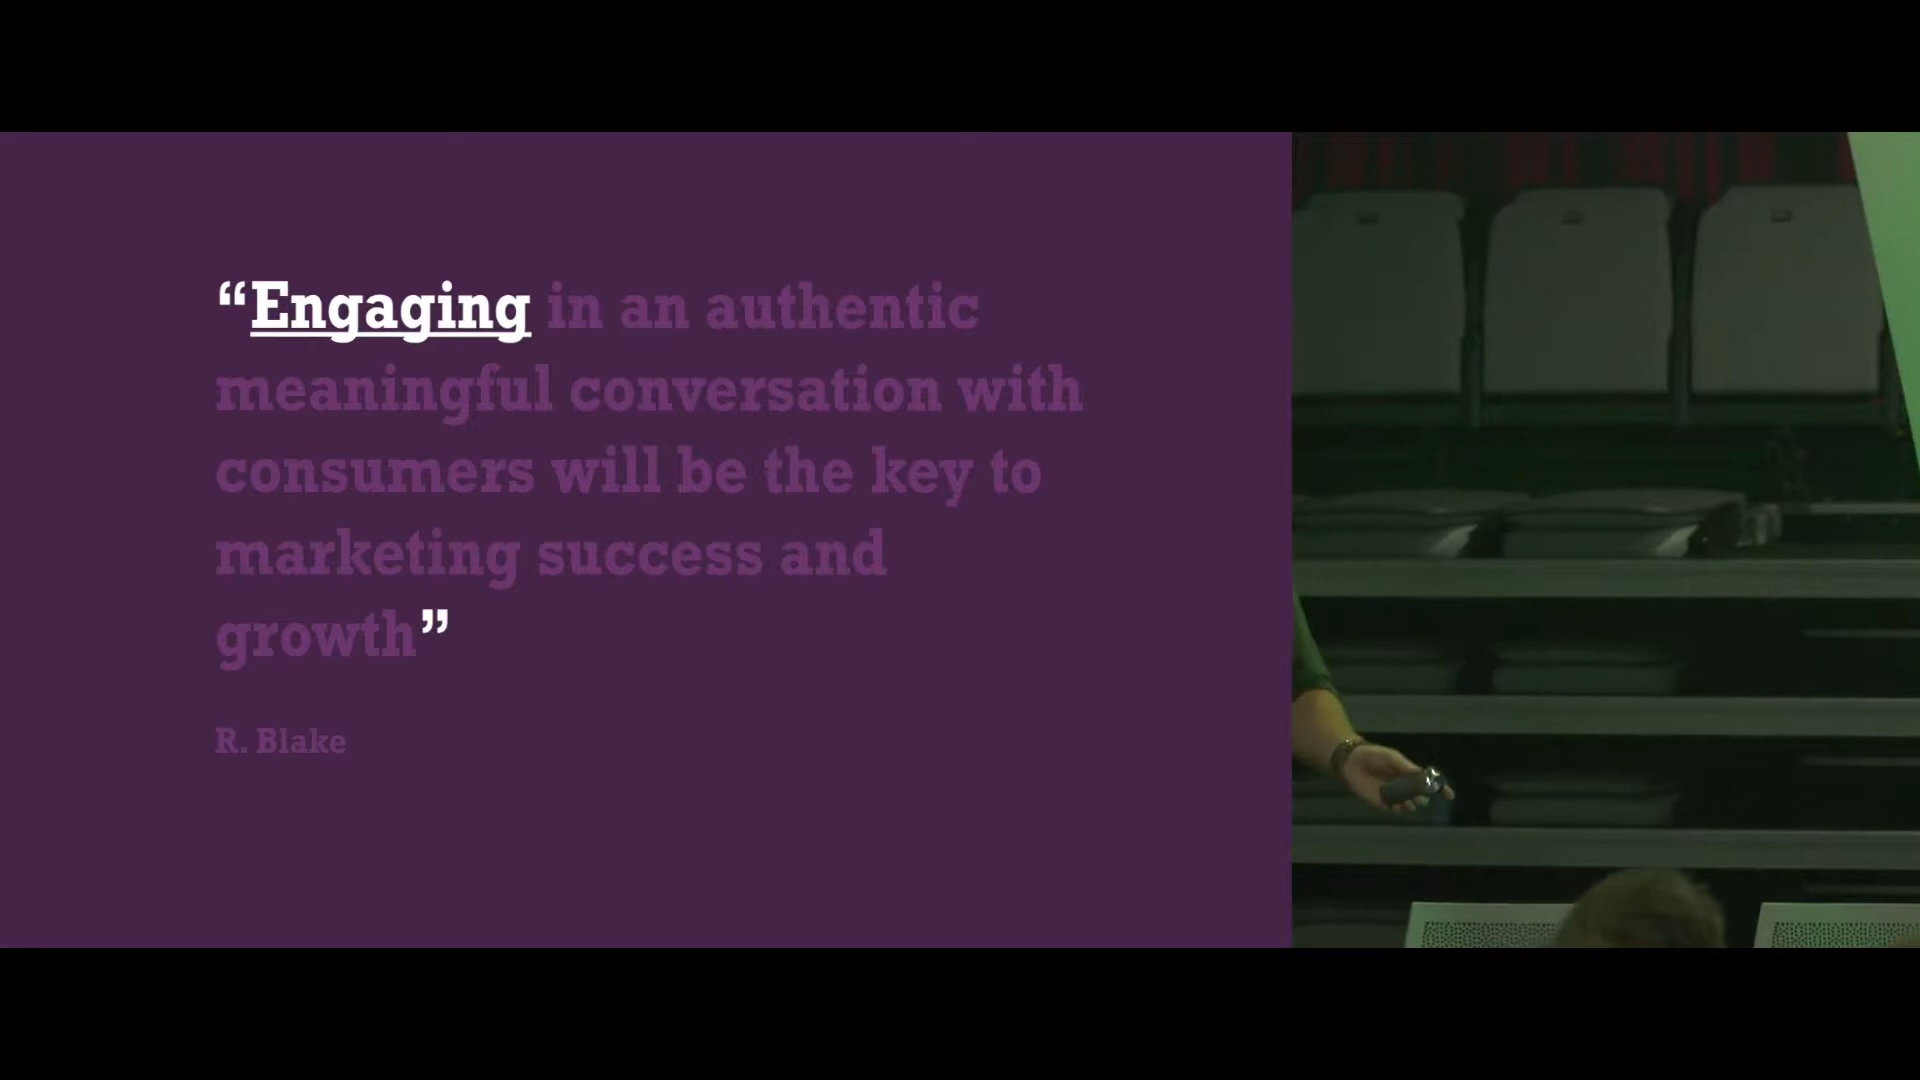 “Engaging in an authentic
meaningful conversation with
consumers will be the key to
marketing success and
growth”
R. Blake